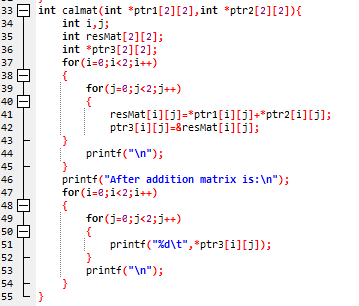 33 int calmat(int *ptr1[2][2],int *ptr2[2][2]){
34     int i,j;
35     int resMat[2][2];
36     int *ptr3[2][2];
37     for(i=0;i<2;i++)
38     {
39         for(j=0;j<2;j++)
40         {
41             resMat[i][j]=*ptr1[i][j]+*ptr2[i][j];
42             ptr3[i][j]=&resMat[i][j];
43     }
44         printf("\n");
45     }
46     printf("After addition matrix is:\n");
47     for(i=0;i<2;i++)
48     {
49         for(j=0;j<2;j++)
50         {
51             printf("%d\t",*ptr3[i][j]);
52         }
53         printf("\n");
54     }
55 }